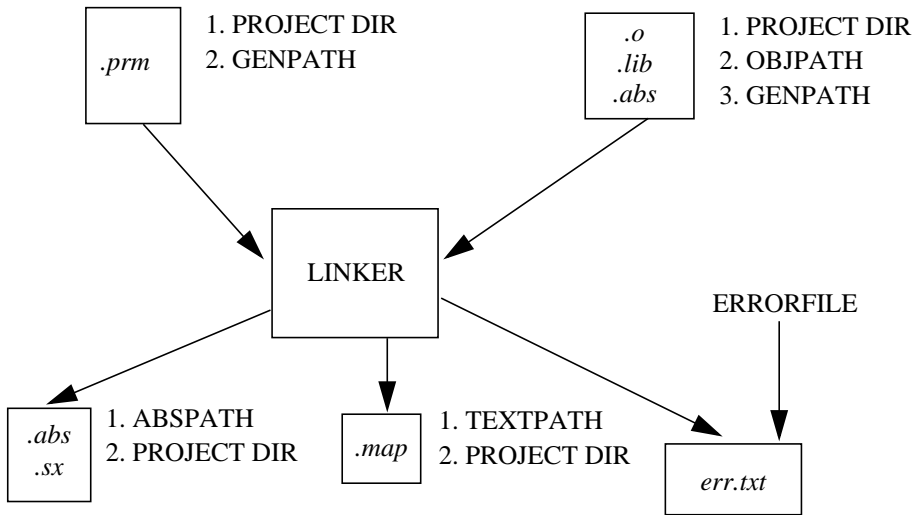 .prm
1. PROJECT DIR
2. GENPATH
.o
.lib
.abs
1. PROJECT DIR
2. OBJPATH
3. GENPATH
LINKER
ERRORFILE
.abs
.sx
1. ABSPATH
2. PROJECT DIR
.map
1. TEXTPATH
2. PROJECT DIR
err.txt